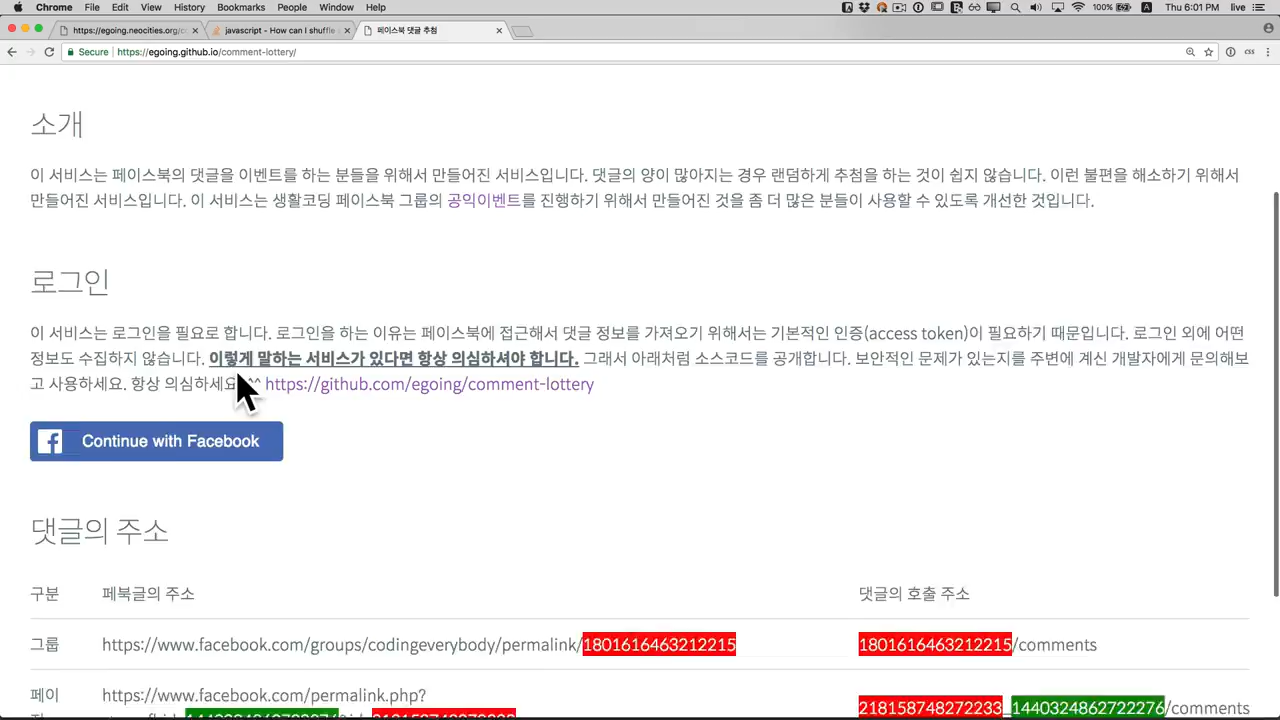 Chrome File Edit View History Bookmarks People Window Help 100% Thu 6:01 PM live
https://egoing.neocities.org/c javascript - How can I shuffle 페이스북 댓글 추첨
Secure https://egoing.github.io/comment-lottery/ css
소개
이 서비스는 페이스북의 댓글을 이벤트를 하는 분들을 위해서 만들어진 서비스입니다. 댓글의 양이 많아지는 경우 랜덤하게 추첨을 하는 것이 쉽지 않습니다. 이런 불편을 해소하기 위해서
만들어진 서비스입니다. 이 서비스는 생활코딩 페이스북 그룹의 공익이벤트를 진행하기 위해서 만들어진 것을 좀 더 많은 분들이 사용할 수 있도록 개선한 것입니다.
로그인
이 서비스는 로그인을 필요로 합니다. 로그인을 하는 이유는 페이스북에 접근해서 댓글 정보를 가져오기 위해서는 기본적인 인증(access token)이 필요하기 때문입니다. 로그인 외에 어떤
정보도 수집하지 않습니다. 이렇게 말하는 서비스가 있다면 항상 의심하셔야 합니다. 그래서 아래처럼 소스코드를 공개합니다. 보안적인 문제가 있는지를 주변에 계신 개발자에게 문의해보
고 사용하세요. 항상 의심하세요 ^^ https://github.com/egoing/comment-lottery
Continue with Facebook
댓글의 주소
구분 페북글의 주소 댓글의 호출 주소
그룹 https://www.facebook.com/groups/codingeverybody/permalink/1801616463212215 1801616463212215/comments
페이 https://www.facebook.com/permalink.php?
218158748272233_1440324862722276/comments